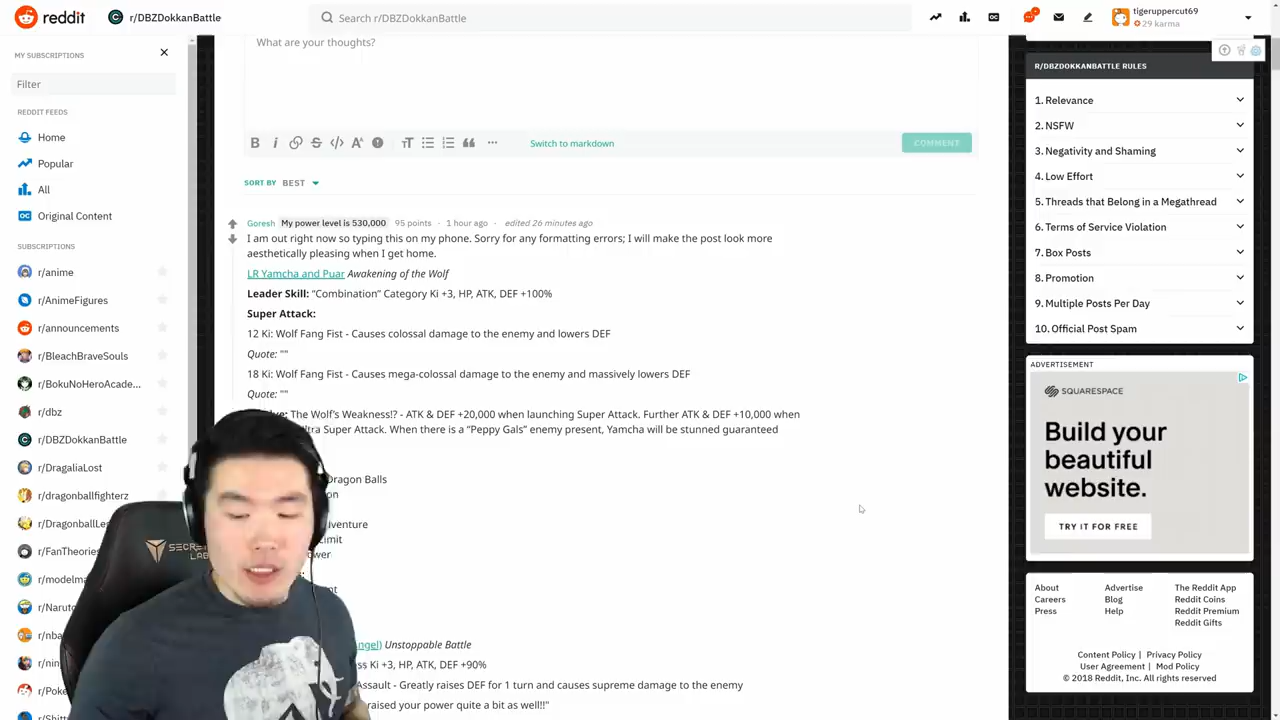 reddit
r/DBZDokkanBattle
Search r/DBZDokkanBattle
tigeruppercut69
29 karma
MY SUBSCRIPTIONS
Filter
REDDIT FEEDS
Home
Popular
All
Original Content
SUBSCRIPTIONS
r/anime
r/AnimeFigures
r/announcements
r/BleachBraveSouls
r/BokuNoHeroAcade...
r/dbz
r/DBZDokkanBattle
r/DragaliaLost
r/dragonballfighterz
r/DragonballLe
r/FanTheories
r/modelm
r/Narut
r/nba
r/nin
r/Poke
What are your thoughts?
Switch to markdown
COMMENT
SORT BY BEST
Goresh My power level is 530,000 95 points · 1 hour ago · edited 26 minutes ago
I am out right now so typing this on my phone. Sorry for any formatting errors; I will make the post look more
aesthetically pleasing when I get home.
LR Yamcha and Puar Awakening of the Wolf
Leader Skill: “Combination” Category Ki +3, HP, ATK, DEF +100%
Super Attack:
12 Ki: Wolf Fang Fist - Causes colossal damage to the enemy and lowers DEF
Quote: ""
18 Ki: Wolf Fang Fist - Causes mega-colossal damage to the enemy and massively lowers DEF
Quote: ""
The Wolf’s Weakness!? - ATK & DEF +20,000 when launching Super Attack. Further ATK & DEF +10,000 when
Super Attack. When there is a “Peppy Gals” enemy present, Yamcha will be stunned guaranteed
Dragon Balls
Unstoppable Battle
Ki +3, HP, ATK, DEF +90%
Assault - Greatly raises DEF for 1 turn and causes supreme damage to the enemy
your power quite a bit as well!!"
R/DBZDOKKANBATTLE RULES
1. Relevance
2. NSFW
3. Negativity and Shaming
4. Low Effort
5. Threads that Belong in a Megathread
6. Terms of Service Violation
7. Box Posts
8. Promotion
9. Multiple Posts Per Day
10. Official Post Spam
ADVERTISEMENT
SQUARESPACE
Build your
beautiful
website.
TRY IT FOR FREE
About Advertise The Reddit App
Careers Blog Reddit Coins
Press Help Reddit Premium
Reddit Gifts
Content Policy | Privacy Policy |
User Agreement | Mod Policy
© 2018 Reddit, Inc. All rights reserved